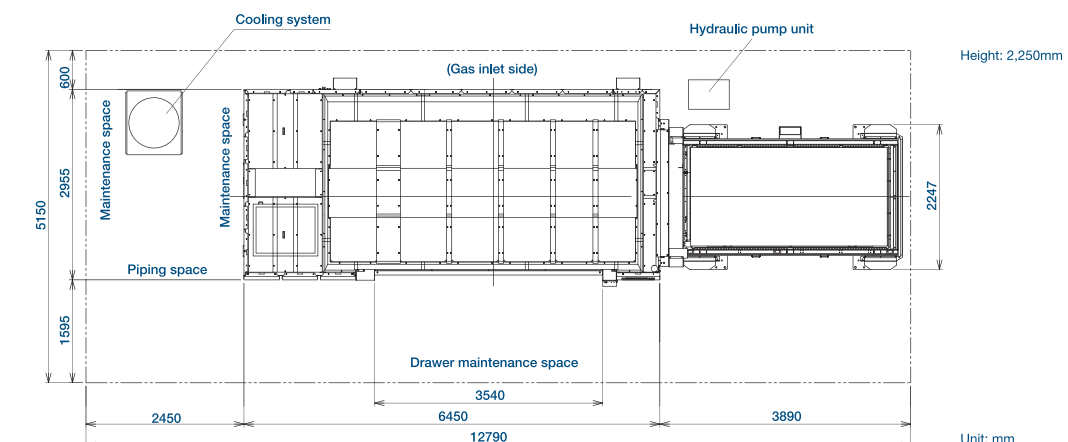 Cooling system
Hydraulic pump unit
Height: 2,250mm
(Gas inlet side)
600
Maintenance space
Maintenance space
2955
5150
2247
Piping space
1595
Drawer maintenance space
3540
2450
6450
3890
12790
Unit: mm